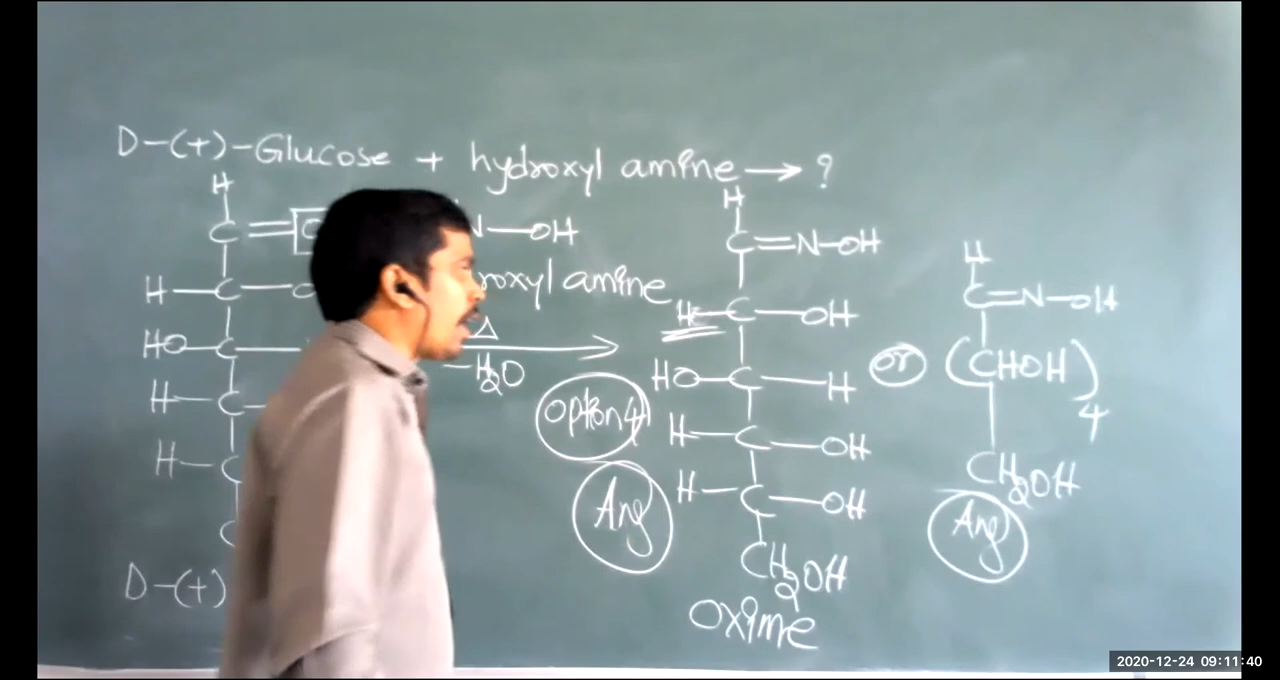 D-(+)-Glucose + hydroxyl amine → ?
H
C=
N-OH
H-C-
roxyl amine
HO-C-
Δ
-H2O
H-C-
H-C-
C
D-(+)
Option 4
Ans
H
C=N-OH
H-C-OH
HO-C-H
H-C-OH
H-C-OH
CH2OH
Oxime
or
H
C=N-OH
(CHOH)4
CH2OH
Ans
2020-12-24 09:11:40